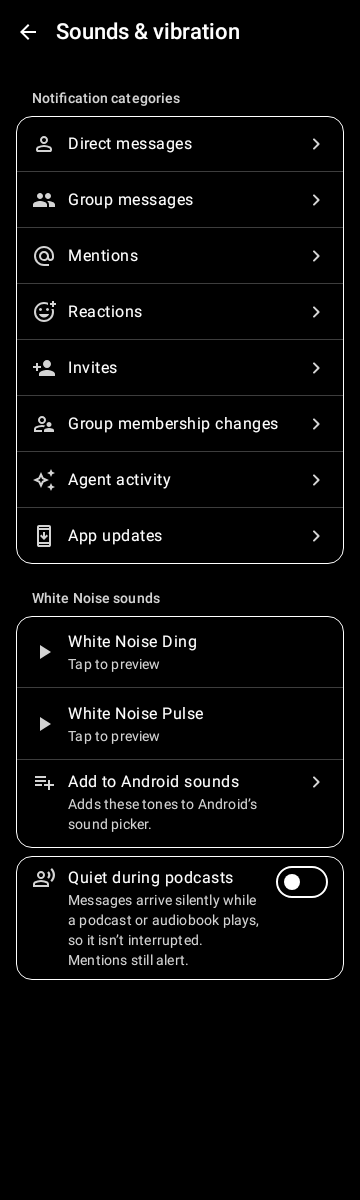 Sounds & vibration
Notification categories
Direct messages
Group messages
Mentions
Reactions
Invites
Group membership changes
Agent activity
App updates
White Noise sounds
White Noise Ding
Tap to preview
White Noise Pulse
Tap to preview
Add to Android sounds
Adds these tones to Android’s
sound picker.
Quiet during podcasts
Messages arrive silently while
a podcast or audiobook plays,
so it isn’t interrupted.
Mentions still alert.